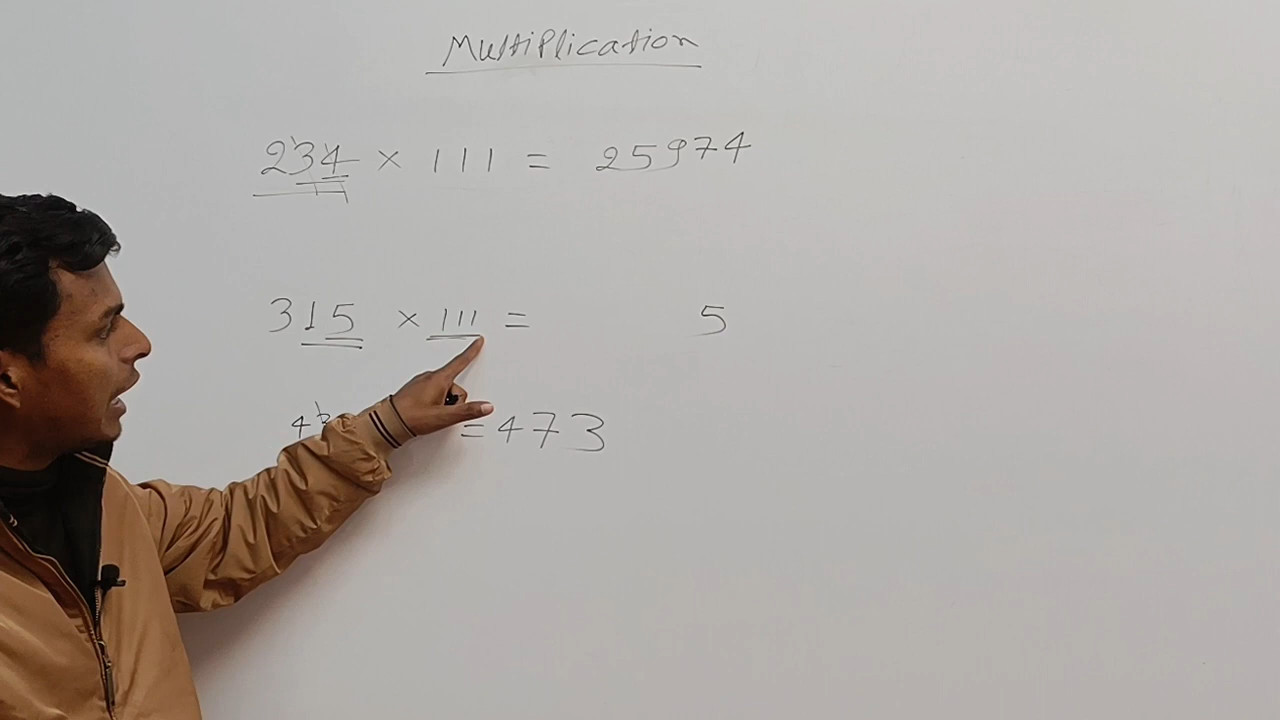 Multiplication
234 × 111 = 25974
315 × 111 = 5
4 = 473